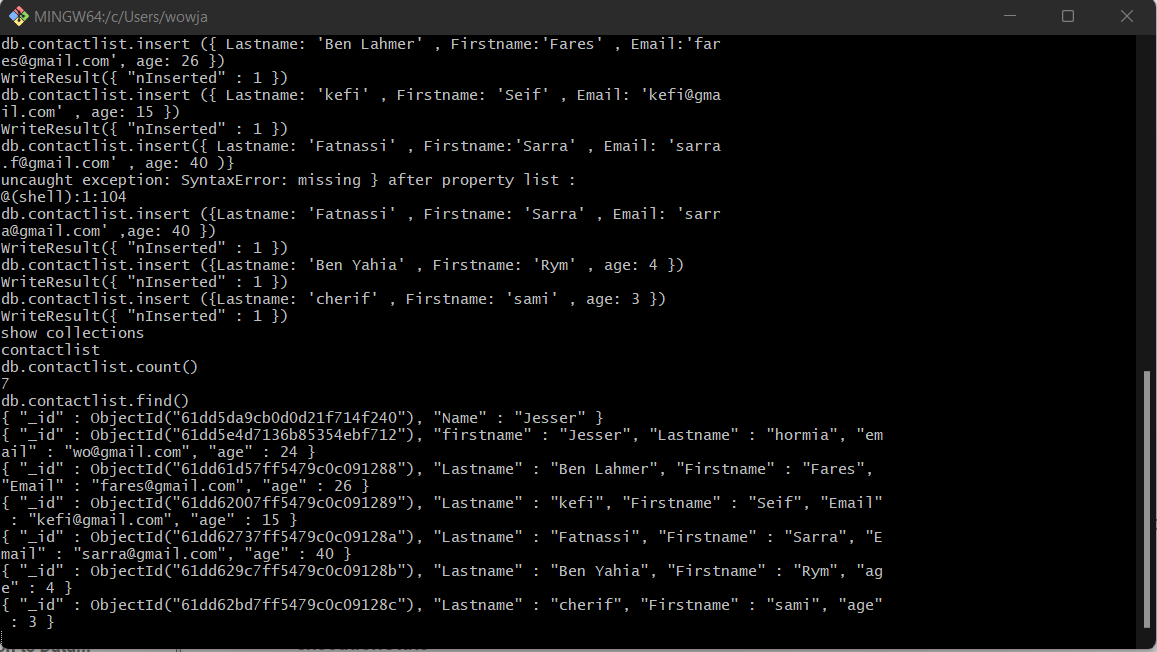 MINGW64:/c/Users/wowja
db.contactlist.insert ({ Lastname: 'Ben Lahmer' , Firstname:'Fares' , Email:'far
es@gmail.com', age: 26 })
WriteResult({ "nInserted" : 1 })
db.contactlist.insert ({ Lastname: 'kefi' , Firstname: 'Seif' , Email: 'kefi@gma
il.com' , age: 15 })
WriteResult({ "nInserted" : 1 })
db.contactlist.insert({ Lastname: 'Fatnassi' , Firstname:'Sarra' , Email: 'sarra
.f@gmail.com' , age: 40 )}
uncaught exception: SyntaxError: missing } after property list :
@(shell):1:104
db.contactlist.insert ({Lastname: 'Fatnassi' , Firstname: 'Sarra' , Email: 'sarr
a@gmail.com' ,age: 40 })
WriteResult({ "nInserted" : 1 })
db.contactlist.insert ({Lastname: 'Ben Yahia' , Firstname: 'Rym' , age: 4 })
WriteResult({ "nInserted" : 1 })
db.contactlist.insert ({Lastname: 'cherif' , Firstname: 'sami' , age: 3 })
WriteResult({ "nInserted" : 1 })
show collections
contactlist
db.contactlist.count()
7
db.contactlist.find()
{ "_id" : ObjectId("61dd5da9cb0d0d21f714f240"), "Name" : "Jesser" }
{ "_id" : ObjectId("61dd5e4d7136b85354ebf712"), "firstname" : "Jesser", "Lastname" : "hormia", "em
ail" : "wo@gmail.com", "age" : 24 }
{ "_id" : ObjectId("61dd61d57ff5479c0c091288"), "Lastname" : "Ben Lahmer", "Firstname" : "Fares",
"Email" : "fares@gmail.com", "age" : 26 }
{ "_id" : ObjectId("61dd62007ff5479c0c091289"), "Lastname" : "kefi", "Firstname" : "Seif", "Email"
 : "kefi@gmail.com", "age" : 15 }
{ "_id" : ObjectId("61dd62737ff5479c0c09128a"), "Lastname" : "Fatnassi", "Firstname" : "Sarra", "E
mail" : "sarra@gmail.com", "age" : 40 }
{ "_id" : ObjectId("61dd629c7ff5479c0c09128b"), "Lastname" : "Ben Yahia", "Firstname" : "Rym", "ag
e" : 4 }
{ "_id" : ObjectId("61dd62bd7ff5479c0c09128c"), "Lastname" : "cherif", "Firstname" : "sami", "age"
 : 3 }